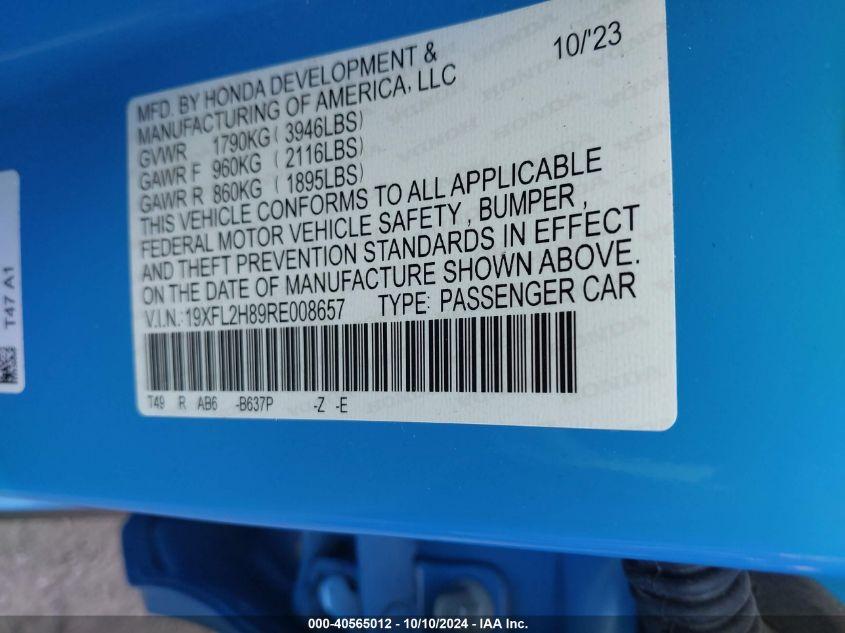 10/'23
MFD. BY HONDA DEVELOPMENT &
MANUFACTURING OF AMERICA, LLC
GVWR 1790KG ( 3946LBS)
GAWR F 960KG ( 2116LBS)
GAWR R 860KG ( 1895LBS)
THIS VEHICLE CONFORMS TO ALL APPLICABLE
FEDERAL MOTOR VEHICLE SAFETY , BUMPER ,
AND THEFT PREVENTION STANDARDS IN EFFECT
ON THE DATE OF MANUFACTURE SHOWN ABOVE.
V.I.N.:19XFL2H89RE008657 TYPE: PASSENGER CAR
T49 R AB6 -B637P -Z -E
T47 A1
000-40565012 - 10/10/2024 - IAA Inc.